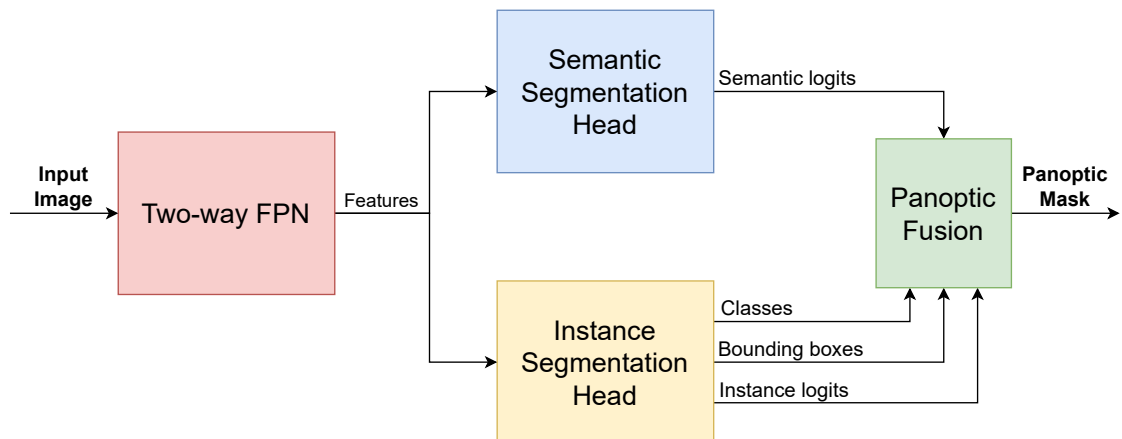 Input
Image
Two-way FPN
Features
Semantic
Segmentation
Head
Semantic logits
Instance
Segmentation
Head
Classes
Bounding boxes
Instance logits
Panoptic
Fusion
Panoptic
Mask